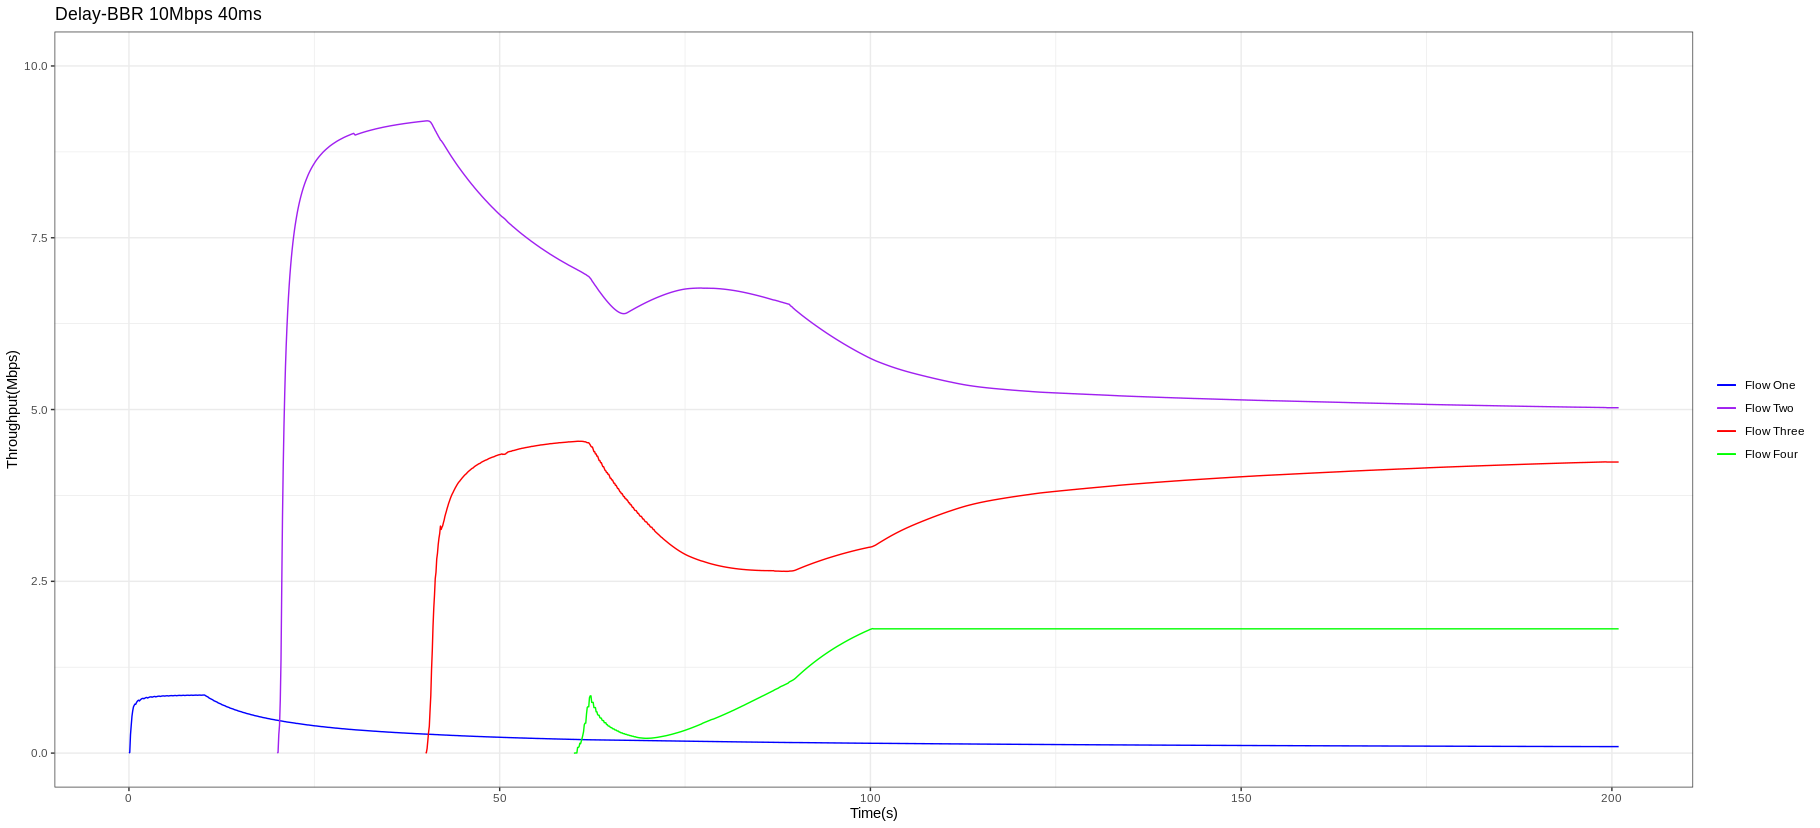 Delay-BBR 10Mbps 40ms
Throughput(Mbps)
10.0
7.5
5.0
2.5
0.0
0
50
100
150
200
Time(s)
Flow One
Flow Two
Flow Three
Flow Four